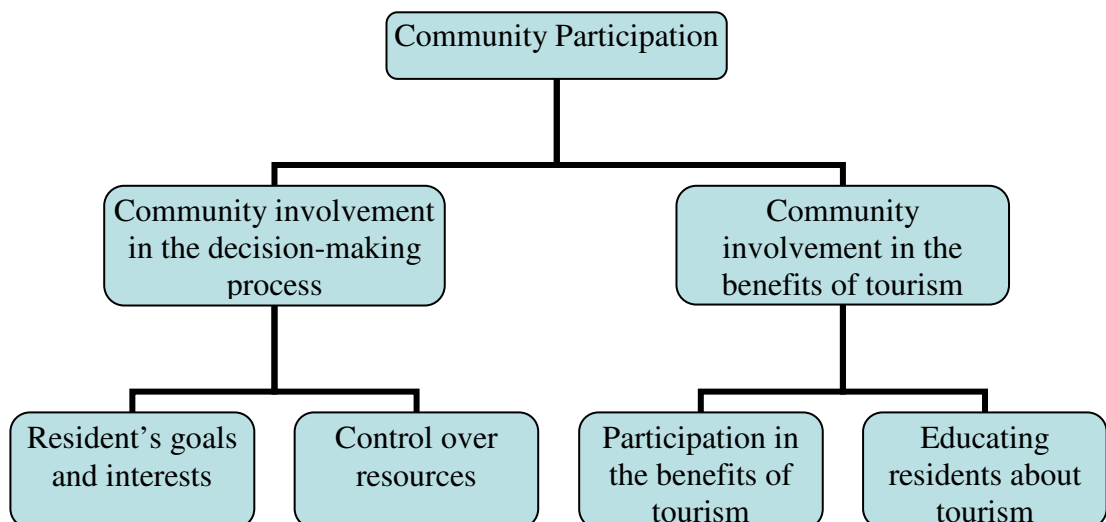 Community Participation
Community involvement
in the decision-making
process
Community
involvement in the
benefits of tourism
Resident’s goals
and interests
Control over
resources
Participation in
the benefits of
tourism
Educating
residents about
tourism